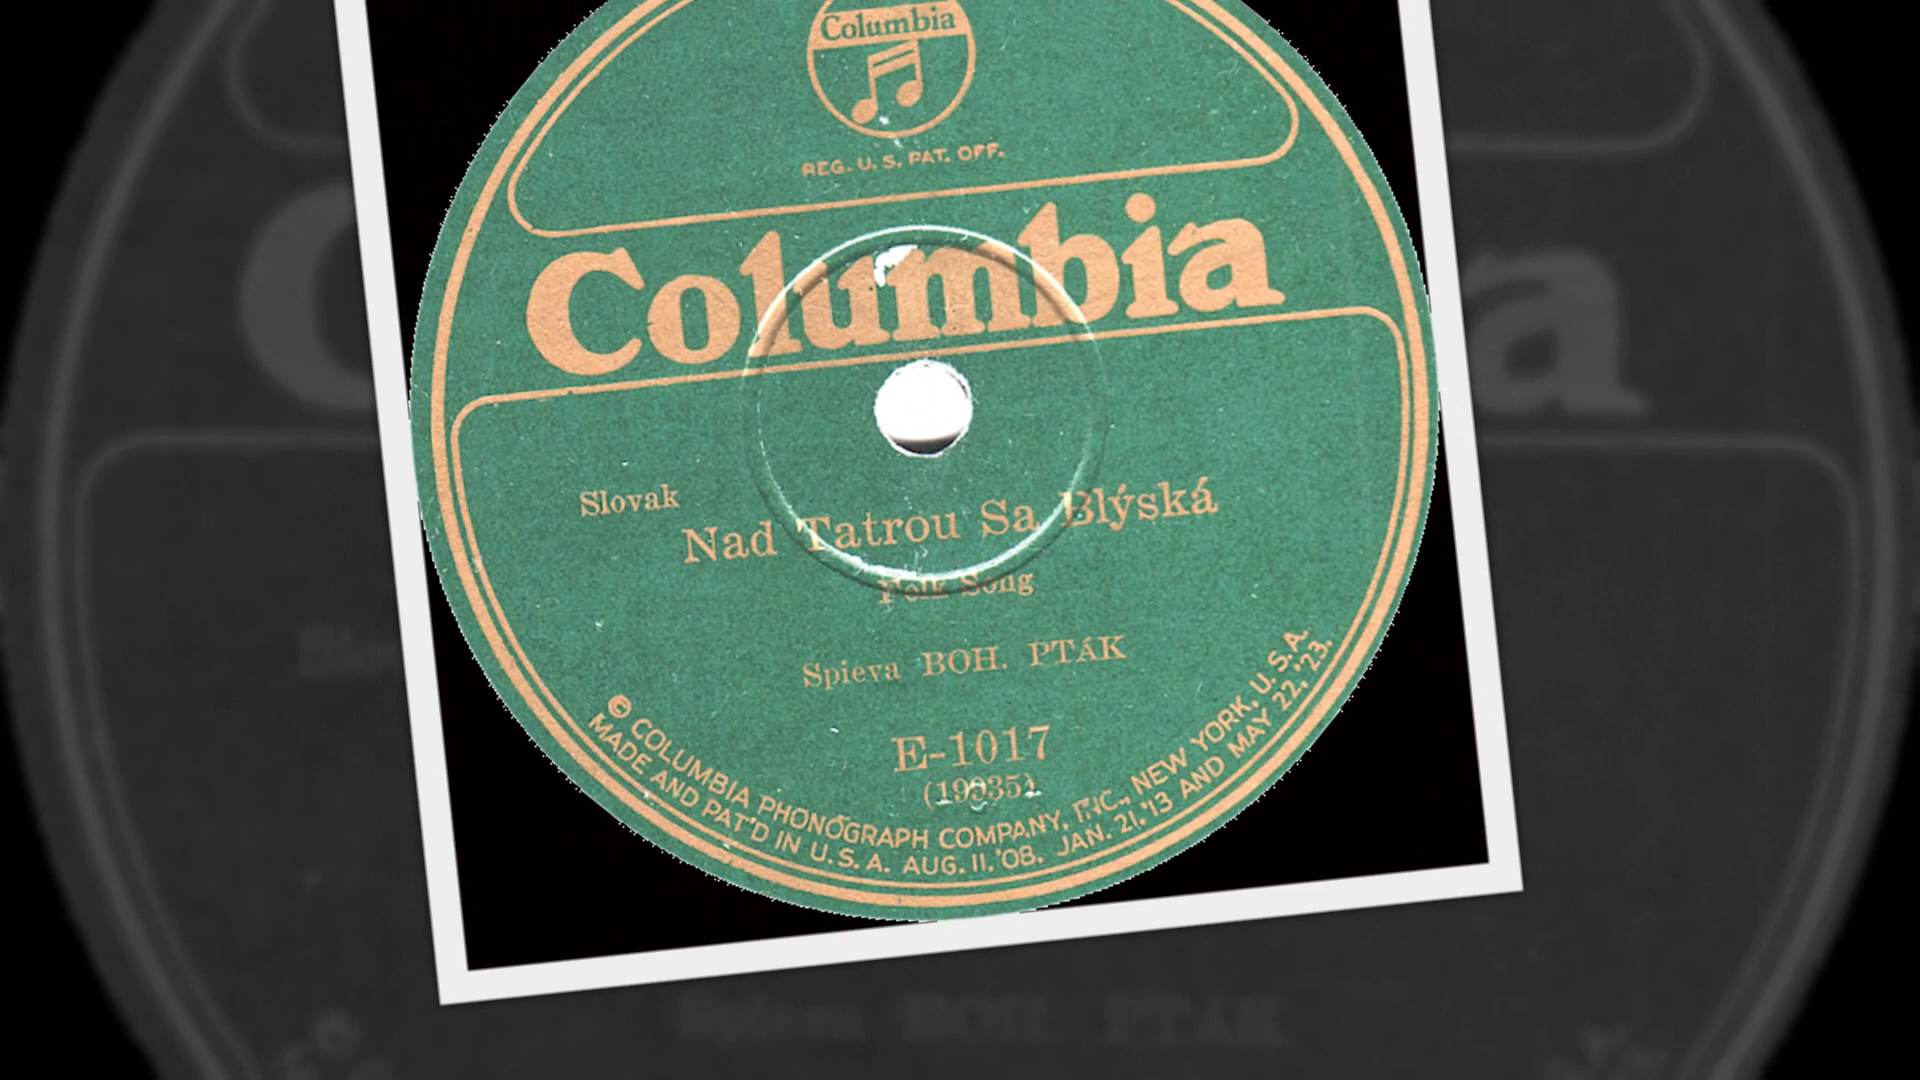 Columbia
REG. U. S. PAT. OFF.
Columbia
Slovak
Nad Tatrou Sa Blýská
Folk Song
Spieva BOH. PTÁK
E-1017
(19935)
© COLUMBIA PHONOGRAPH COMPANY, INC., NEW YORK, U. S. A.
MADE AND PAT'D IN U. S. A. AUG. 11, '08. JAN. 21, '13 AND MAY 22, '23.